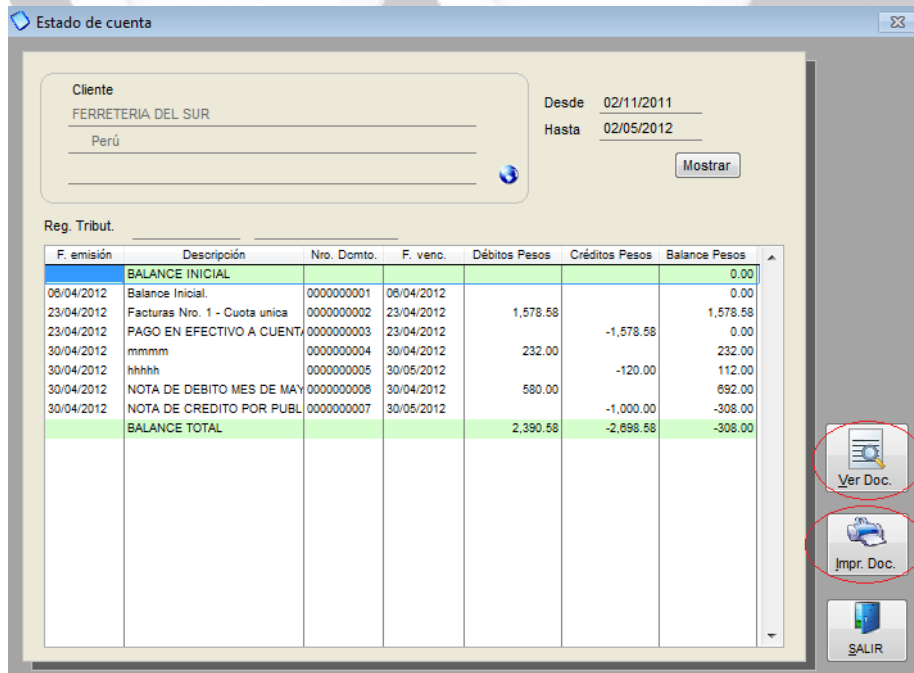 Estado de cuenta
Cliente
FERRETERIA DEL SUR
Perú
Desde 02/11/2011
Hasta 02/05/2012
Mostrar
Reg. Tribut.
F. emisión Descripción Nro. Dcmto. F. venc. Débitos Pesos Créditos Pesos Balance Pesos
BALANCE INICIAL 0.00
06/04/2012 Balance Inicial. 0000000001 06/04/2012 0.00
23/04/2012 Facturas Nro. 1 - Cuota unica 0000000002 23/04/2012 1,578.58 1,578.58
23/04/2012 PAGO EN EFECTIVO A CUENTA 0000000003 23/04/2012 -1,578.58 0.00
30/04/2012 mmmm 0000000004 30/04/2012 232.00 232.00
30/04/2012 hhhhh 0000000005 30/05/2012 -120.00 112.00
30/04/2012 NOTA DE DEBITO MES DE MAY 0000000006 30/04/2012 580.00 692.00
30/04/2012 NOTA DE CREDITO POR PUBL 0000000007 30/05/2012 -1,000.00 -308.00
BALANCE TOTAL 2,390.58 -2,698.58 -308.00
Ver Doc.
Impr. Doc.
SALIR